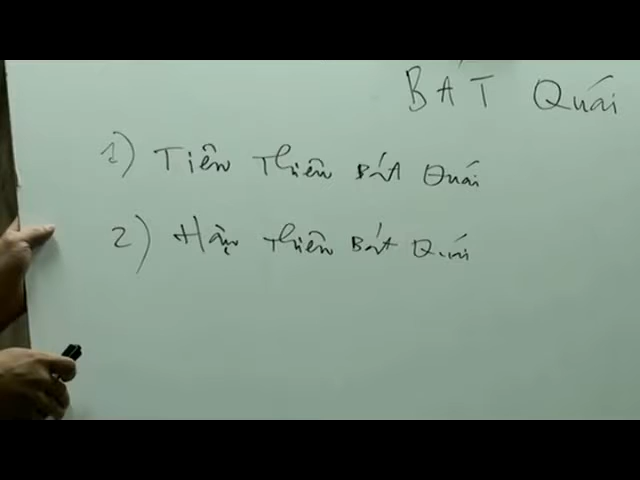 BÁT Quái
1) Tiên Thiên Bát Quái
2) Hậu Thiên Bát Quái